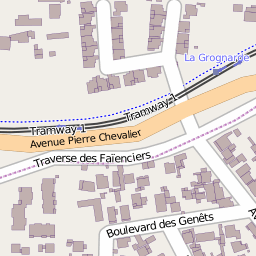 La Grognarde
Tramway 1
Tramway 1
Avenue Pierre Chevalier
Traverse des Faïenciers
Boulevard des Genêts